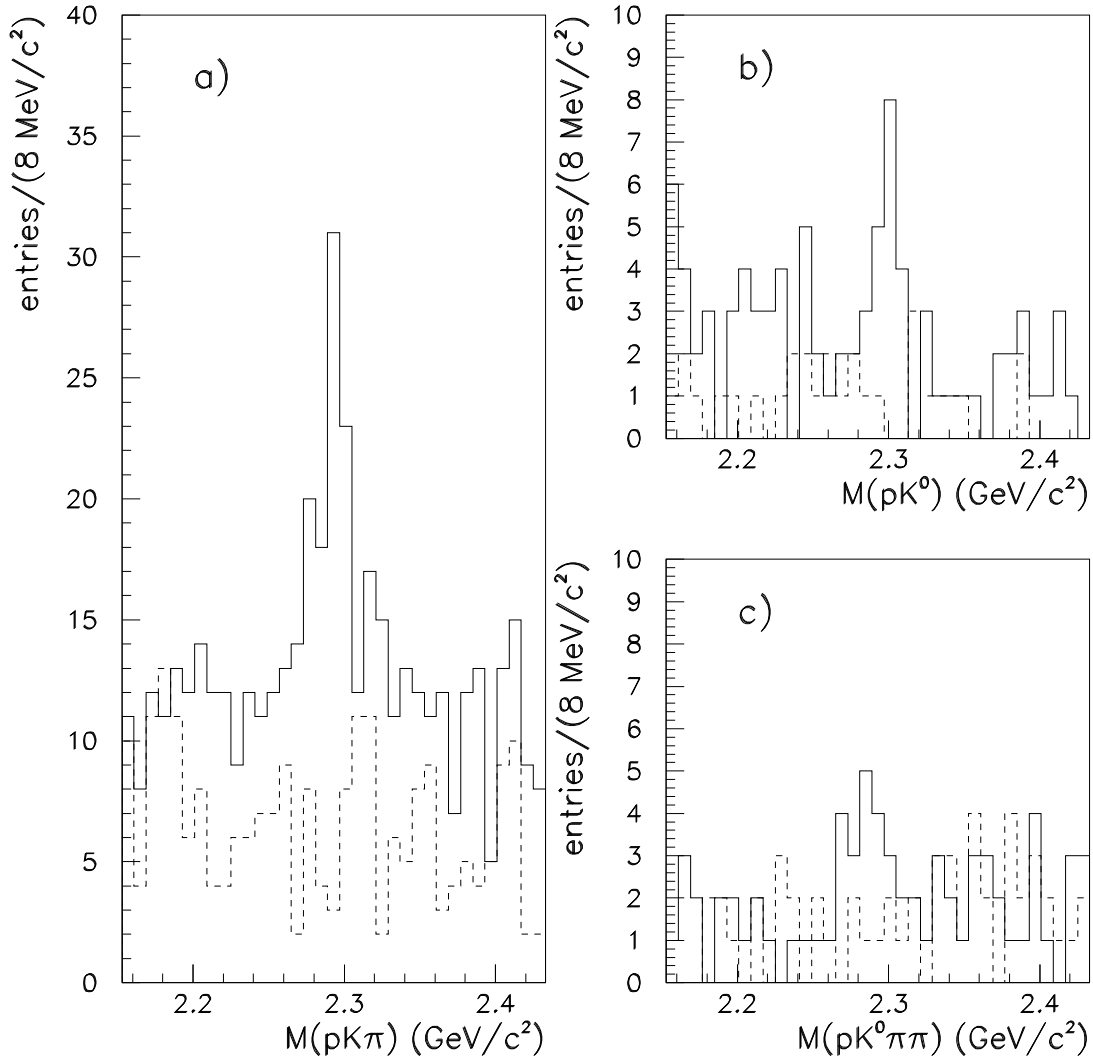 entries/(8 MeV/c²)
40
35
30
25
20
15
10
5
0
a)
2.2 2.3 2.4
M(pKπ) (GeV/c²)
entries/(8 MeV/c²)
10
9
8
7
6
5
4
3
2
1
0
b)
2.2 2.3 2.4
M(pK⁰) (GeV/c²)
entries/(8 MeV/c²)
10
9
8
7
6
5
4
3
2
1
0
c)
2.2 2.3 2.4
M(pK⁰ππ) (GeV/c²)